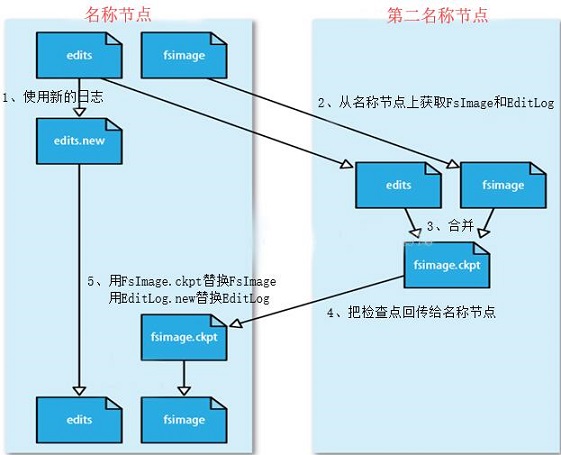 名称节点
第二名称节点
edits
fsimage
1、使用新的日志
2、从名称节点上获取FsImage和EditLog
edits.new
edits
fsimage
3、合并
fsimage.ckpt
5、用FsImage.ckpt替换FsImage
用EditLog.new替换EditLog
4、把检查点回传给名称节点
fsimage.ckpt
edits
fsimage